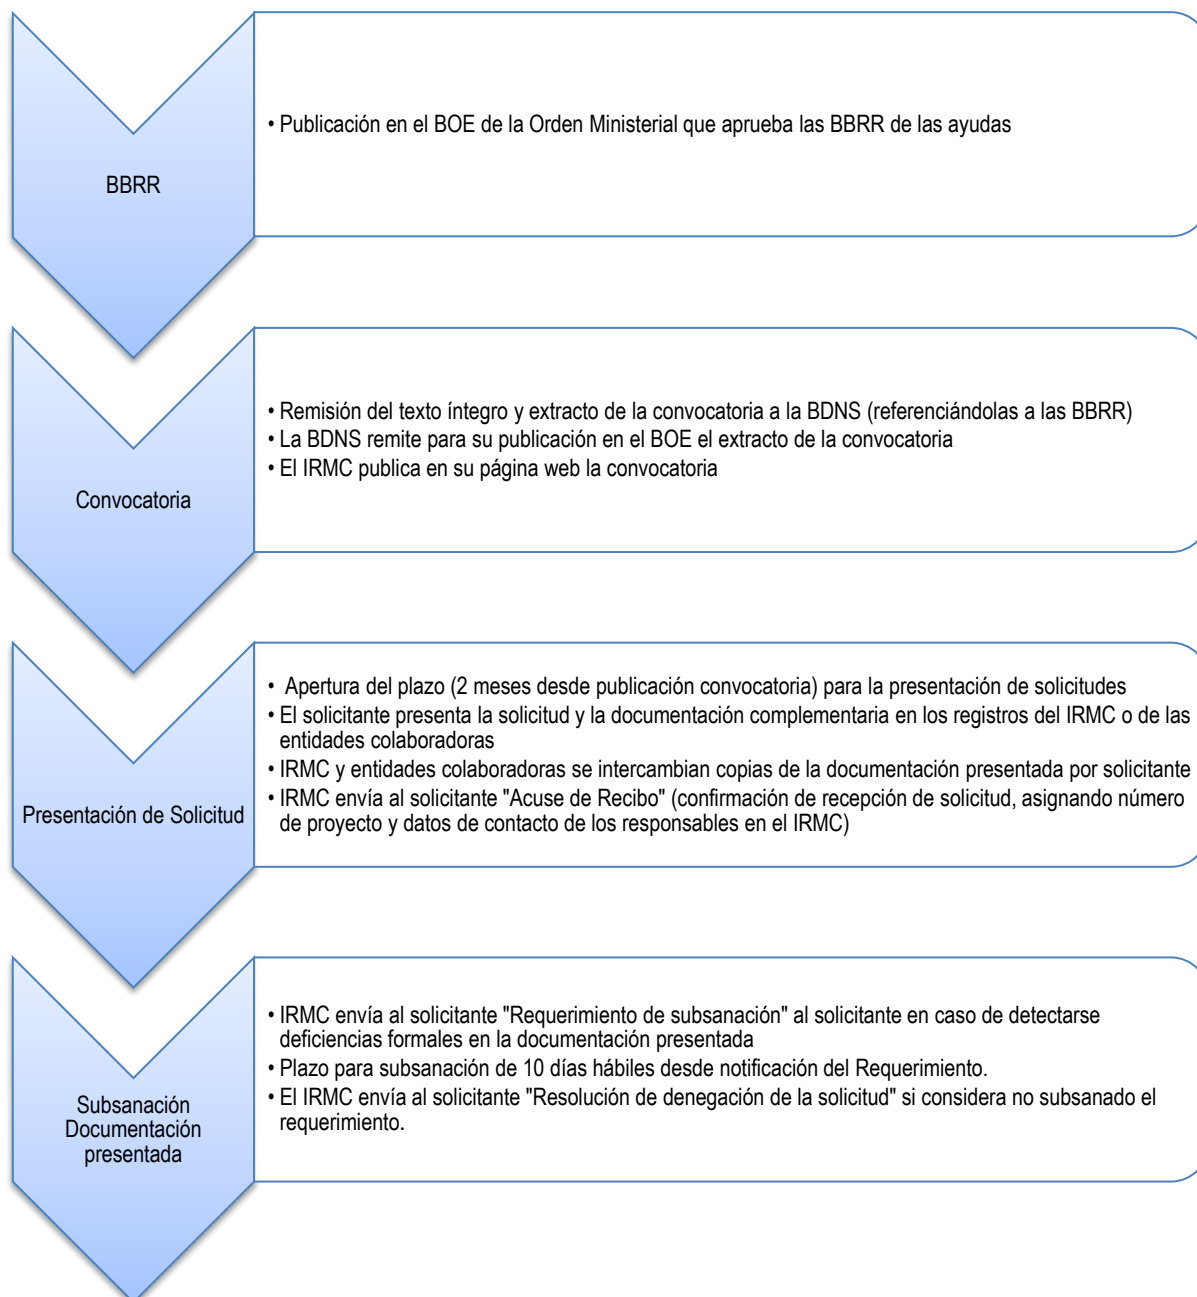 BBRR
• Publicación en el BOE de la Orden Ministerial que aprueba las BBRR de las ayudas
Convocatoria
• Remisión del texto íntegro y extracto de la convocatoria a la BDNS (referenciándolas a las BBRR)
• La BDNS remite para su publicación en el BOE el extracto de la convocatoria
• El IRMC publica en su página web la convocatoria
Presentación de Solicitud
• Apertura del plazo (2 meses desde publicación convocatoria) para la presentación de solicitudes
• El solicitante presenta la solicitud y la documentación complementaria en los registros del IRMC o de las
entidades colaboradoras
• IRMC y entidades colaboradoras se intercambian copias de la documentación presentada por solicitante
• IRMC envía al solicitante "Acuse de Recibo" (confirmación de recepción de solicitud, asignando número
de proyecto y datos de contacto de los responsables en el IRMC)
Subsanación
Documentación
presentada
• IRMC envía al solicitante "Requerimiento de subsanación" al solicitante en caso de detectarse
deficiencias formales en la documentación presentada
• Plazo para subsanación de 10 días hábiles desde notificación del Requerimiento.
• El IRMC envía al solicitante "Resolución de denegación de la solicitud" si considera no subsanado el
requerimiento.